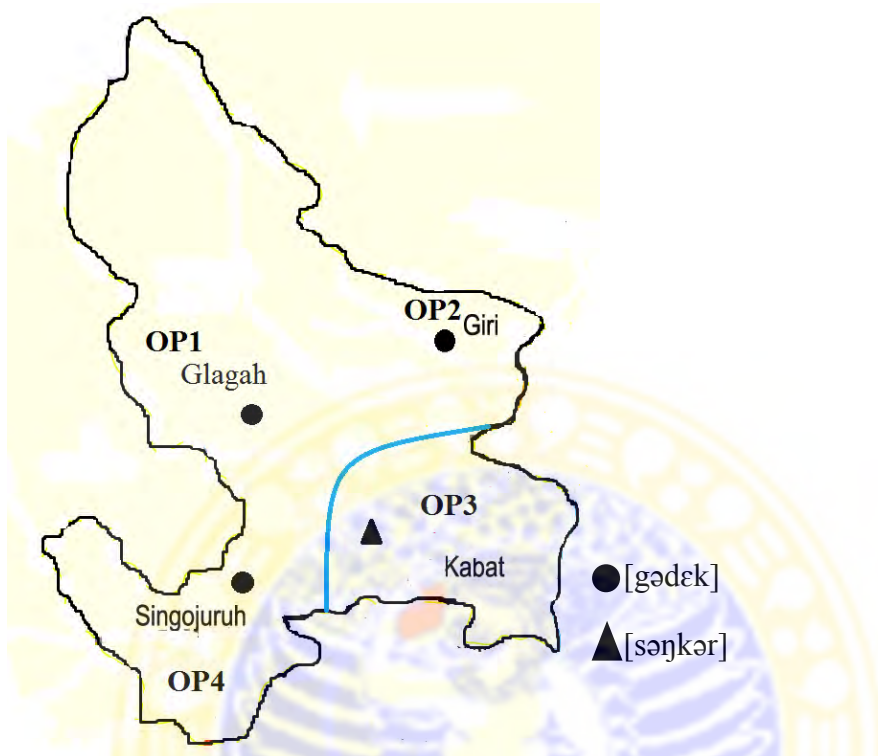 OP2
Giri
OP1
Glagah
OP3
Kabat
[gədɛk]
Singojuruh
[səŋkər]
OP4